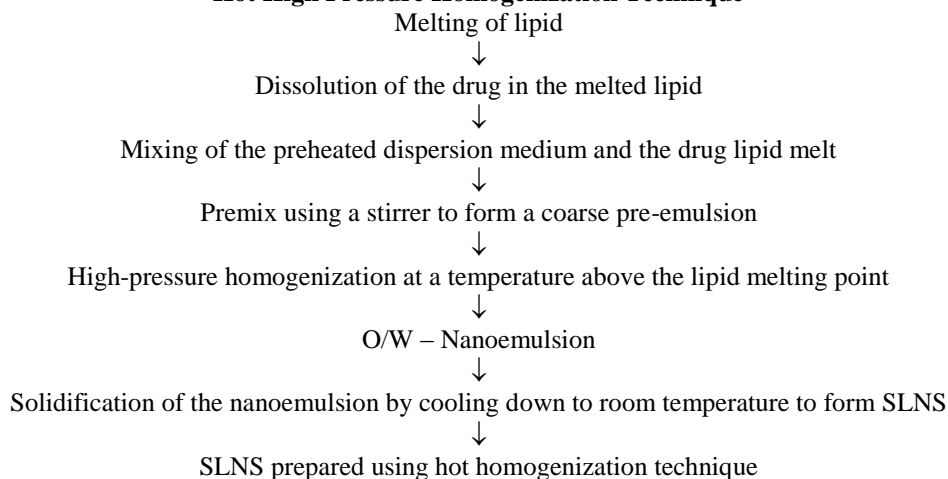 Hot High Pressure Homogenization Technique
Melting of lipid
↓
Dissolution of the drug in the melted lipid
↓
Mixing of the preheated dispersion medium and the drug lipid melt
↓
Premix using a stirrer to form a coarse pre-emulsion
↓
High-pressure homogenization at a temperature above the lipid melting point
↓
O/W – Nanoemulsion
↓
Solidification of the nanoemulsion by cooling down to room temperature to form SLNS
↓
SLNS prepared using hot homogenization technique